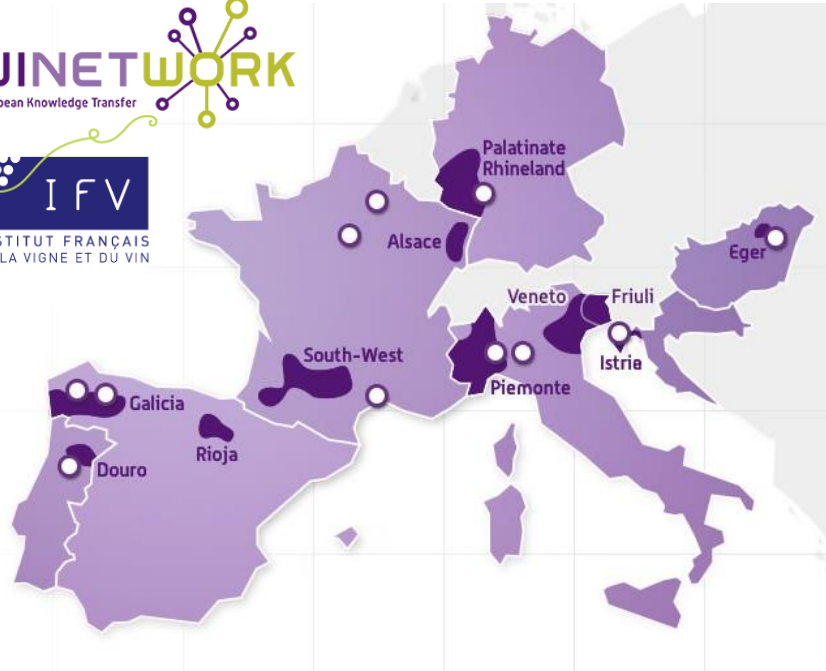 JINETWORK
pean Knowledge Transfer
IFV
STITUT FRANÇAIS
LA VIGNE ET DU VIN
Palatinate
Rhineland
Alsace
Eger
Veneto
Friuli
Istrie
South-West
Piemonte
Galicia
Rioja
Douro